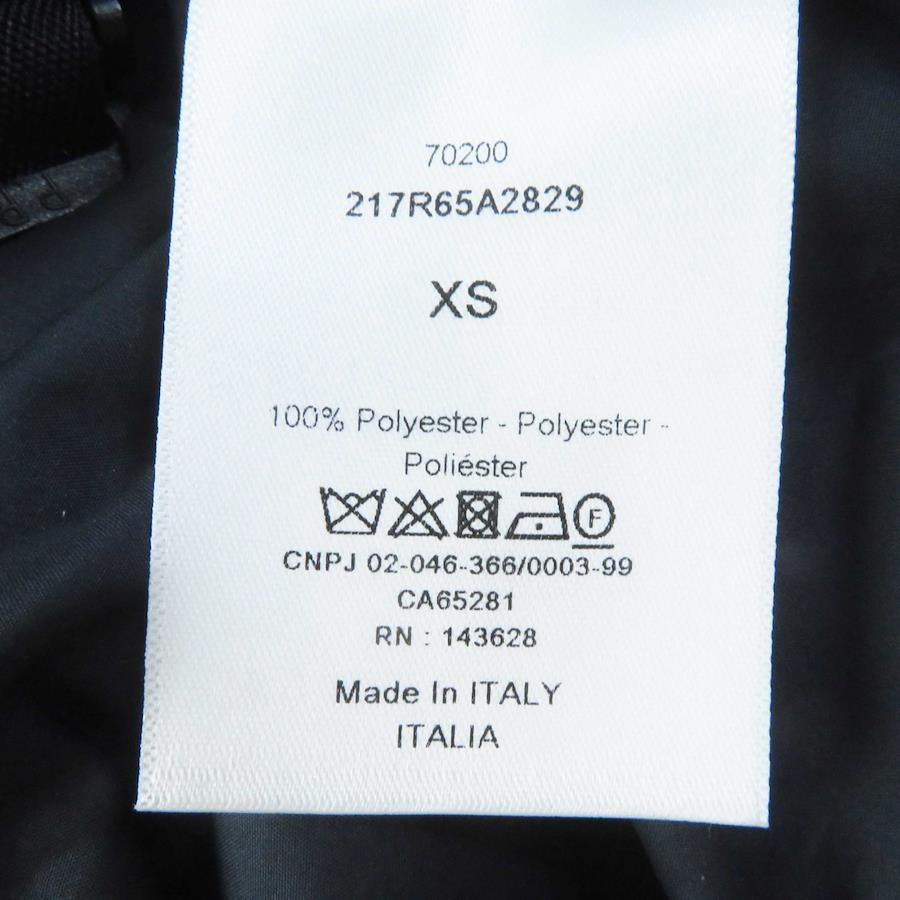 70200
217R65A2829
XS
100% Polyester - Polyester -
Poliéster
F
CNPJ 02-046-366/0003-99
CA65281
RN : 143628
Made In ITALY
ITALIA